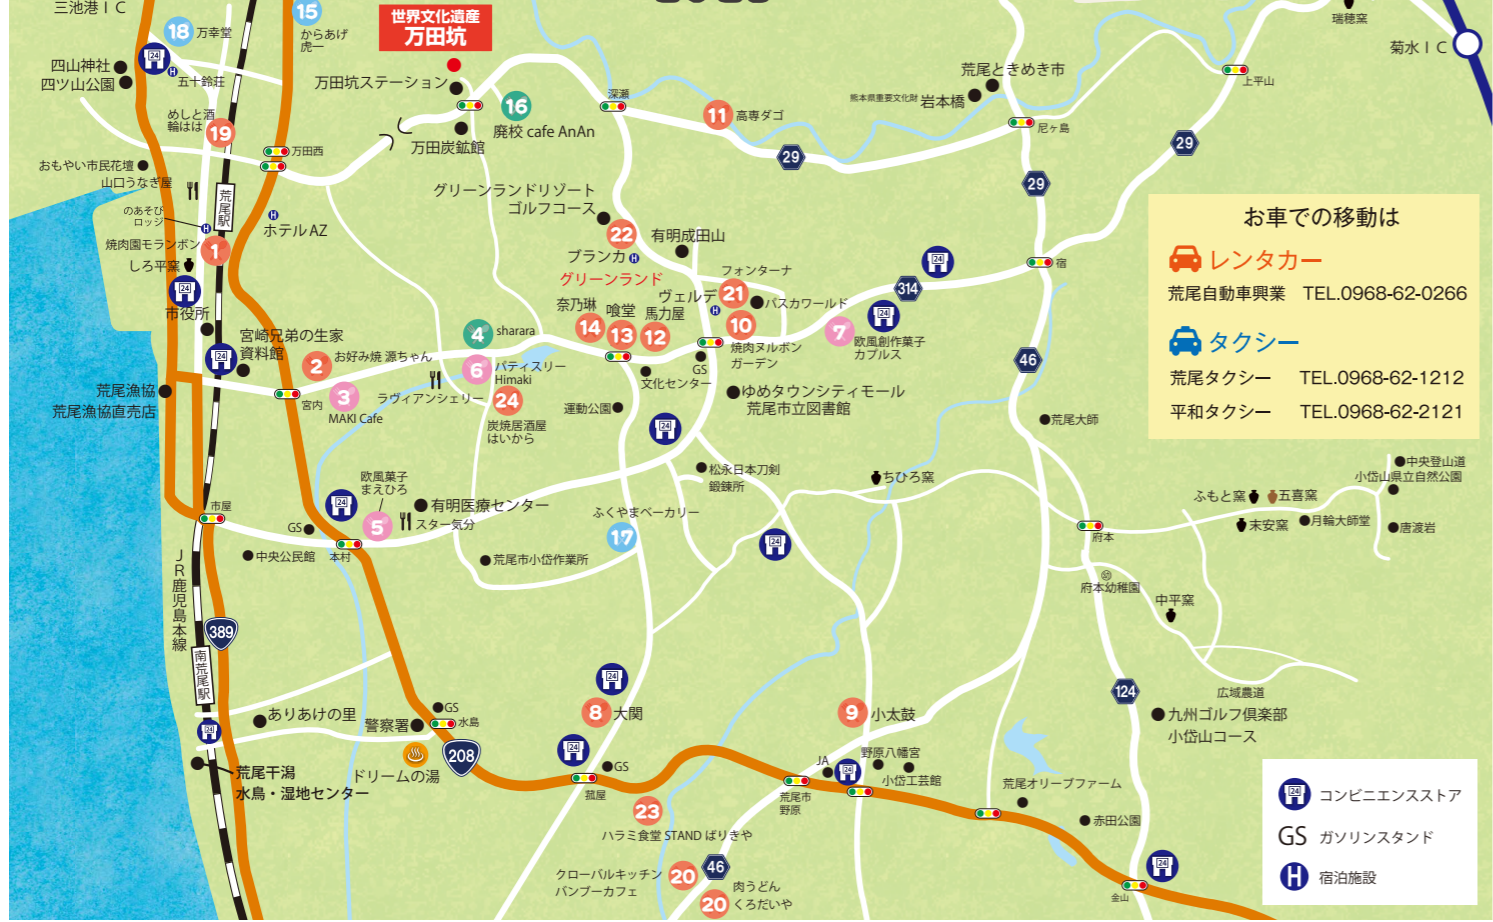 三池港ＩＣ
18
万幸堂
15
からあげ
虎一
世界文化遺産
万田坑
瑞穂窯
菊水ＩＣ
四山神社
四ツ山公園
24
H
五十鈴荘
万田坑ステーション
16
廃校 cafe AnAn
万田炭鉱館
深瀬
11
高専ダゴ
29
荒尾ときめき市
熊本県重要文化財
岩本橋
尼ヶ島
上平山
29
29
めしと酒
輪はは
19
万田西
おもやい市民花壇
山口うなぎ屋
荒尾駅
のあそび
ロッジ
H
H
ホテル AZ
焼肉園モランボン
1
しろ平窯
24
市役所
グリーンランドリゾート
ゴルフコース
22
ブランカ
H
有明成田山
グリーンランド
フォンターナ
ヴェルデ
21
H
バスカワールド
奈乃琳
喰堂
馬力屋
14
13
12
10
焼肉ヌルボン
ガーデン
24
314
宿
7
24
欧風創作菓子
カプルス
お車での移動は
レンタカー
荒尾自動車興業 TEL.0968-62-0266
タクシー
荒尾タクシー TEL.0968-62-1212
平和タクシー TEL.0968-62-2121
宮崎兄弟の生家
資料館
24
2
お好み焼 源ちゃん
4
sharara
6
パティスリー
Himaki
ラヴィアンシェリー
24
炭焼居酒屋
はいから
宮内
3
MAKI Cafe
荒尾漁協
荒尾漁協直売店
GS
文化センター
運動公園
24
ゆめタウンシティモール
荒尾市立図書館
46
荒尾大師
松永日本刀剣
鍛錬所
ちひろ窯
中央登山道
小岱山県立自然公園
ふもと窯
五喜窯
末安窯
月輪大師堂
唐渡岩
市屋
欧風菓子
まえひろ
24
5
有明医療センター
スター気分
GS
本村
中央公民館
荒尾市小岱作業所
ふくやまベーカリー
17
24
府本
幼
府本幼稚園
中平窯
ＪＲ鹿児島本線
389
南荒尾駅
24
ありあけの里
警察署
GS
水島
ドリームの湯
208
荒尾干潟
水鳥・湿地センター
24
8
大関
24
GS
菰屋
23
ハラミ食堂 STAND ばりきや
9
小太鼓
JA
24
野原八幡宮
小岱工芸館
荒尾市
野原
124
広域農道
九州ゴルフ倶楽部
小岱山コース
荒尾オリーブファーム
赤田公園
24
金山
クローバルキッチン
バンブーカフェ
20
46
肉うどん
くろだいや
20
24
コンビニエンスストア
GS
ガソリンスタンド
H
宿泊施設